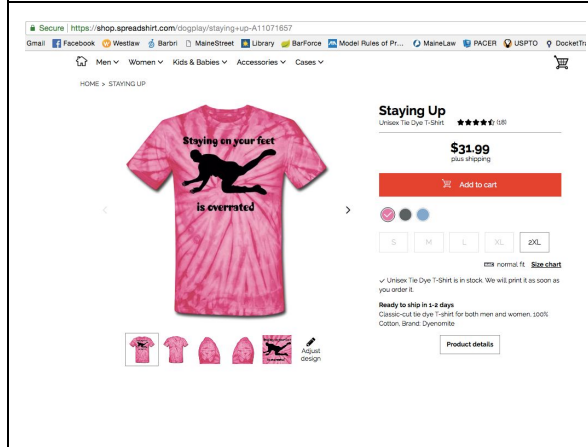 Secure | https://shop.spreadshirt.com/dogplay/staying+up-A11071657
Gmail Facebook Westlaw Barbri MaineStreet Library BarForce Model Rules of Pr... MaineLaw PACER USPTO DocketTra
Men Women Kids & Babies Accessories Cases
HOME > STAYING UP
Staying on your feet
is overrated
Adjust
design
Staying Up
Unisex Tie Dye T-Shirt (18)
$31.99
plus shipping
Add to cart
S M L XL 2XL
normal fit Size chart
✓ Unisex Tie Dye T-Shirt is in stock. We will print it as soon as
you order it.
Ready to ship in 1-2 days
Classic-cut tie dye T-shirt for both men and women, 100%
Cotton, Brand: Dyenomite
Product details